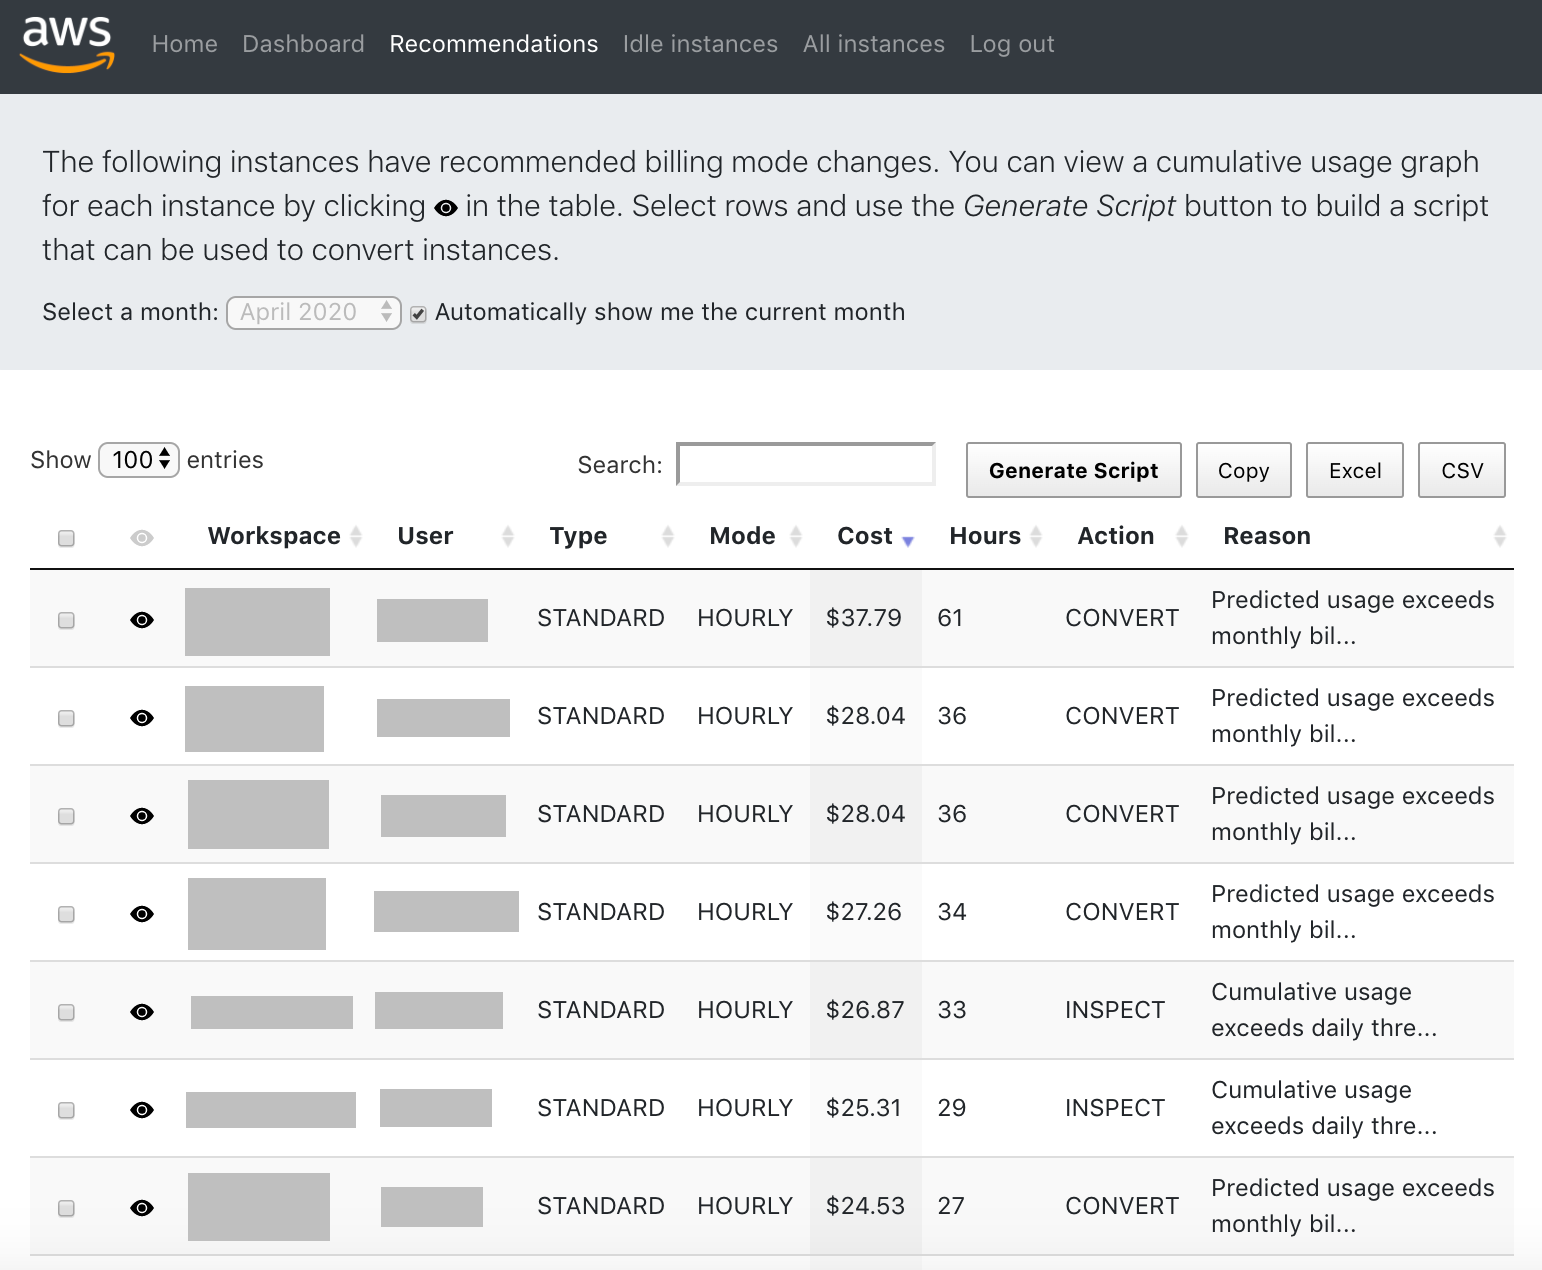 aws Home Dashboard Recommendations Idle instances All instances Log out
The following instances have recommended billing mode changes. You can view a cumulative usage graph
for each instance by clicking in the table. Select rows and use the Generate Script button to build a script
that can be used to convert instances.
Select a month: April 2020 Automatically show me the current month
Show 100 entries Search: Generate Script Copy Excel CSV
Workspace User Type Mode Cost Hours Action Reason
STANDARD HOURLY $37.79 61 CONVERT Predicted usage exceeds
monthly bil...
STANDARD HOURLY $28.04 36 CONVERT Predicted usage exceeds
monthly bil...
STANDARD HOURLY $28.04 36 CONVERT Predicted usage exceeds
monthly bil...
STANDARD HOURLY $27.26 34 CONVERT Predicted usage exceeds
monthly bil...
STANDARD HOURLY $26.87 33 INSPECT Cumulative usage
exceeds daily thre...
STANDARD HOURLY $25.31 29 INSPECT Cumulative usage
exceeds daily thre...
STANDARD HOURLY $24.53 27 CONVERT Predicted usage exceeds
monthly bil...